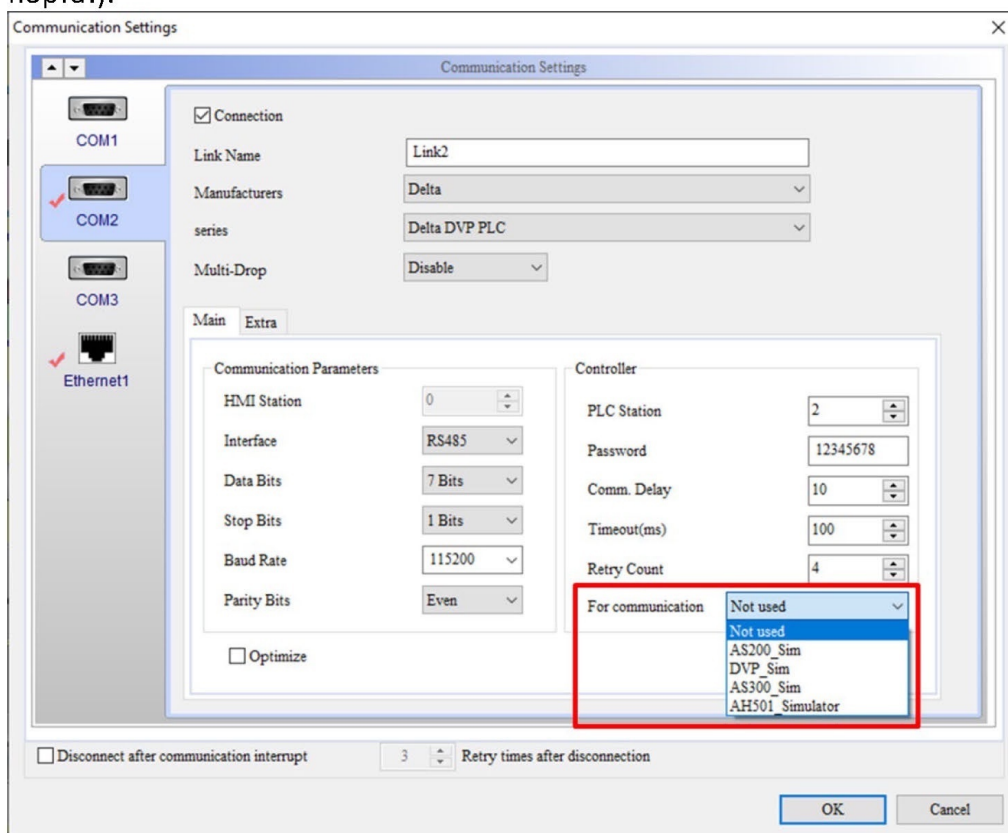 порта.).
Communication Settings
Communication Settings
COM1
COM2
COM3
Ethernet1
Connection
Link Name Link2
Manufacturers Delta
series Delta DVP PLC
Multi-Drop Disable
Main Extra
Communication Parameters
HMI Station 0
Interface RS485
Data Bits 7 Bits
Stop Bits 1 Bits
Baud Rate 115200
Parity Bits Even
Optimize
Controller
PLC Station 2
Password 12345678
Comm. Delay 10
Timeout(ms) 100
Retry Count 4
For communication Not used
Not used
AS200_Sim
DVP_Sim
AS300_Sim
AH501_Simulator
Disconnect after communication interrupt 3 Retry times after disconnection
OK Cancel